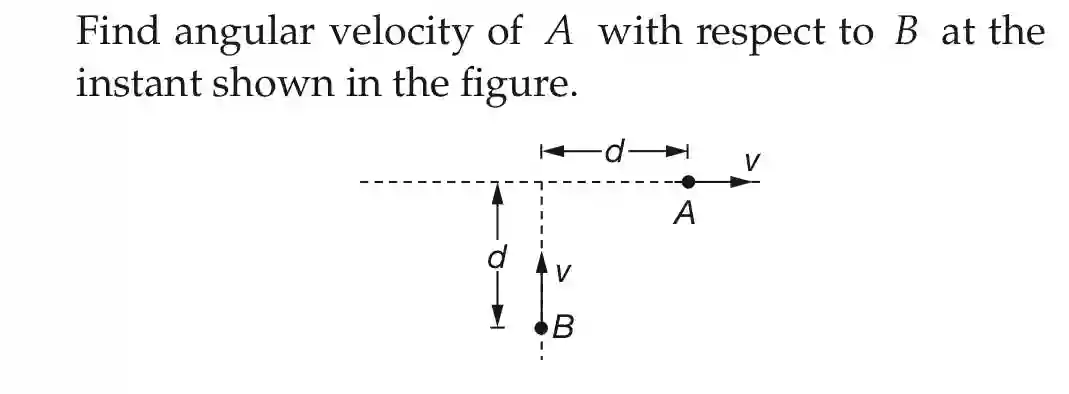 Find angular velocity of A with respect to B at the
instant shown in the figure.
d
v
A
d
v
B